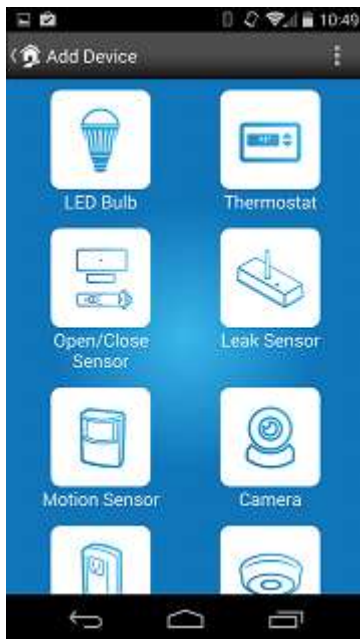 10:49
Add Device
LED Bulb
Thermostat
Open/Close
Sensor
Leak Sensor
Motion Sensor
Camera